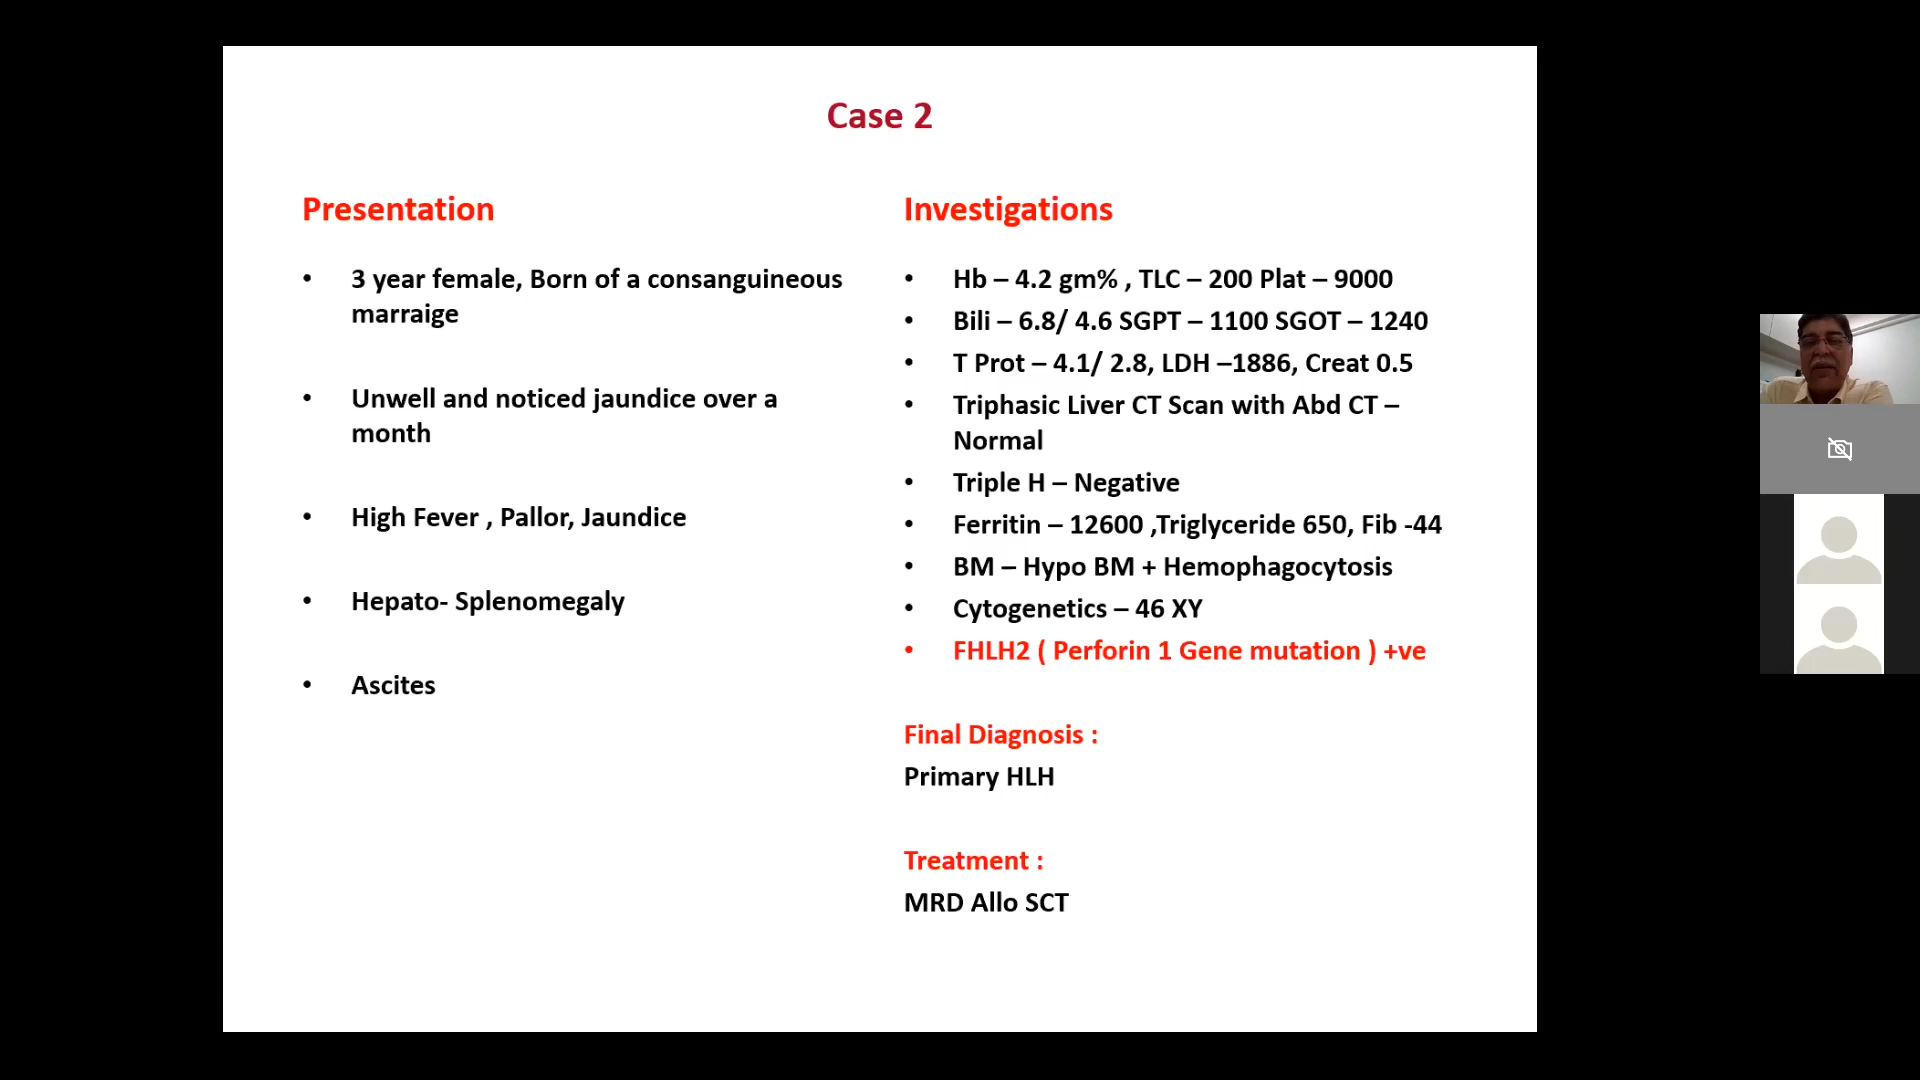 Case 2
Presentation
• 3 year female, Born of a consanguineous
marraige
• Unwell and noticed jaundice over a
month
• High Fever , Pallor, Jaundice
• Hepato- Splenomegaly
• Ascites
Investigations
• Hb – 4.2 gm% , TLC – 200 Plat – 9000
• Bili – 6.8/ 4.6 SGPT – 1100 SGOT – 1240
• T Prot – 4.1/ 2.8, LDH –1886, Creat 0.5
• Triphasic Liver CT Scan with Abd CT –
Normal
• Triple H – Negative
• Ferritin – 12600 ,Triglyceride 650, Fib -44
• BM – Hypo BM + Hemophagocytosis
• Cytogenetics – 46 XY
• FHLH2 ( Perforin 1 Gene mutation ) +ve
Final Diagnosis :
Primary HLH
Treatment :
MRD Allo SCT